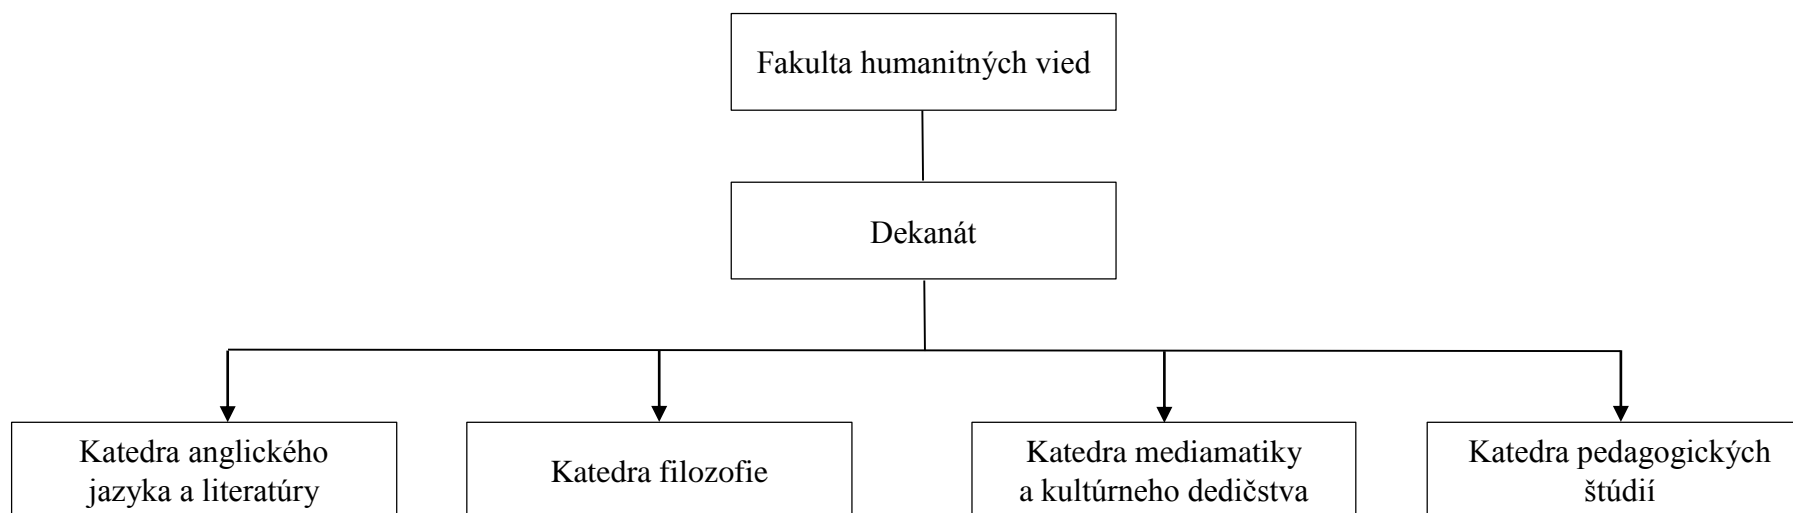 Fakulta humanitných vied
Dekanát
Katedra anglického
jazyka a literatúry
Katedra filozofie
Katedra mediamatiky
a kultúrneho dedičstva
Katedra pedagogických
štúdií